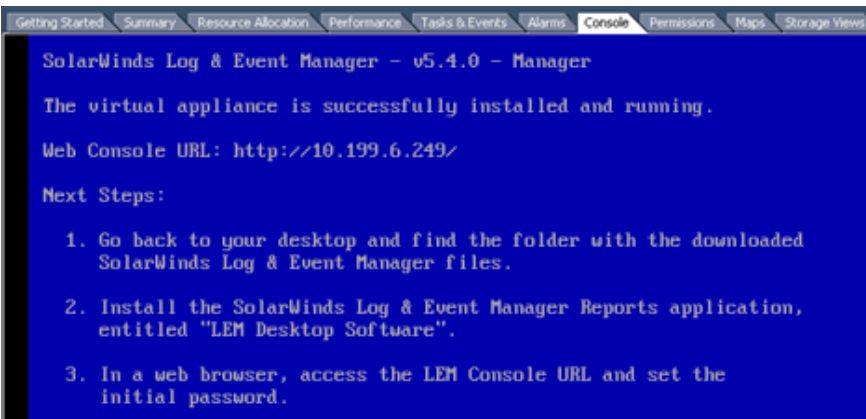 Getting Started Summary Resource Allocation Performance Tasks & Events Alarms Console Permissions Maps Storage Views
SolarWinds Log & Event Manager - v5.4.0 - Manager
The virtual appliance is successfully installed and running.
Web Console URL: http://10.199.6.249/
Next Steps:
1. Go back to your desktop and find the folder with the downloaded
SolarWinds Log & Event Manager files.
2. Install the SolarWinds Log & Event Manager Reports application,
entitled "LEM Desktop Software".
3. In a web browser, access the LEM Console URL and set the
initial password.